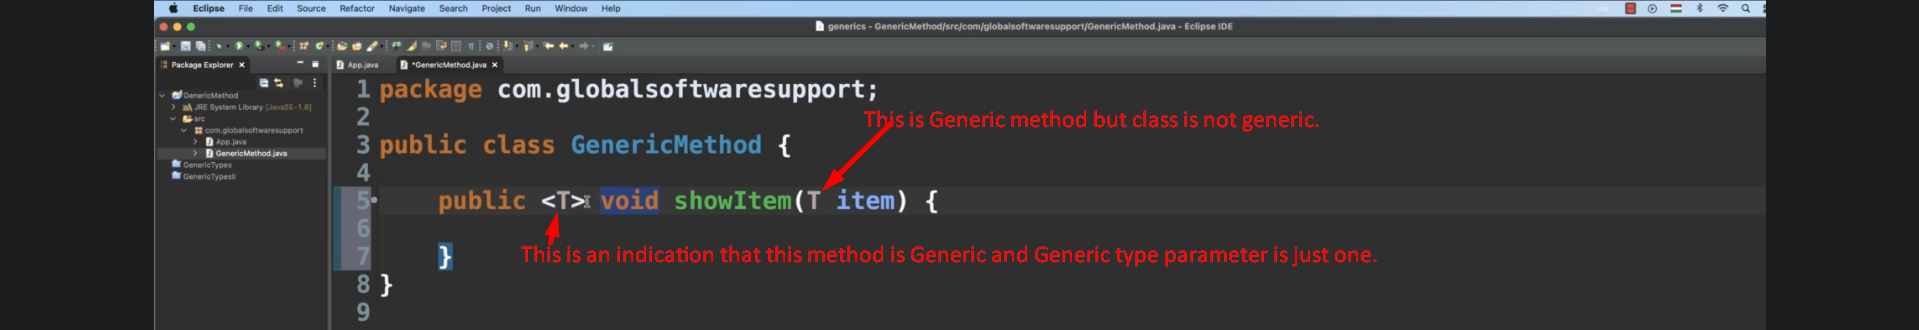 Eclipse File Edit Source Refactor Navigate Search Project Run Window Help
generics - GenericMethod/src/com/globalsoftwaresupport/GenericMethod.java - Eclipse IDE
Package Explorer
App.java *GenericMethod.java
GenericMethod
JRE System Library [JavaSE-1.8]
src
com.globalsoftwaresupport
App.java
GenericMethod.java
GenericTypes
GenericTypesII
1 package com.globalsoftwaresupport;
2
This is Generic method but class is not generic.
3 public class GenericMethod {
4
5 public <T> void showItem(T item) {
6
This is an indication that this method is Generic and Generic type parameter is just one.
7 }
8 }
9